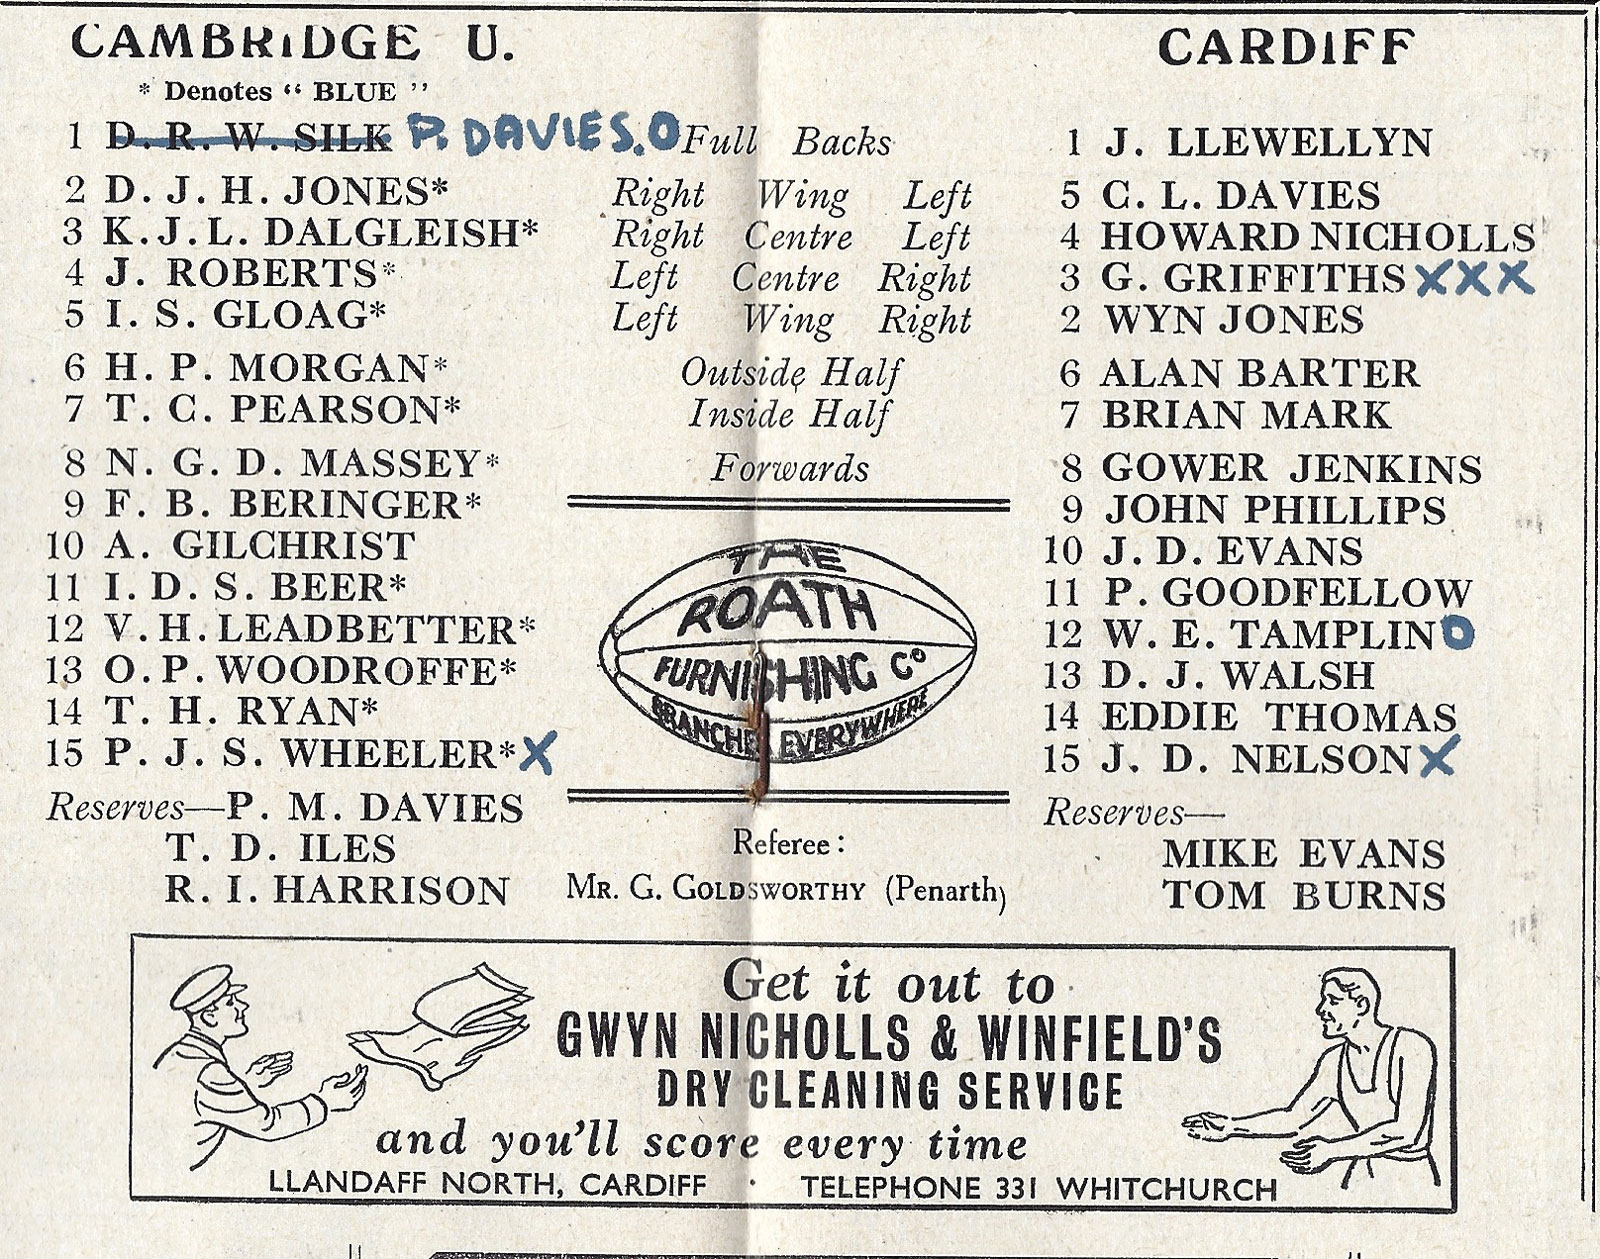 CAMBRIDGE U.
* Denotes “ BLUE ”
1 D. R. W. SILK P. DAVIES. O
2 D. J. H. JONES*
3 K. J. L. DALGLEISH*
4 J. ROBERTS*
5 I. S. GLOAG*
6 H. P. MORGAN*
7 T. C. PEARSON*
8 N. G. D. MASSEY*
9 F. B. BERINGER*
10 A. GILCHRIST
11 I. D. S. BEER*
12 V. H. LEADBETTER*
13 O. P. WOODROFFE*
14 T. H. RYAN*
15 P. J. S. WHEELER* X
Reserves—P. M. DAVIES
T. D. ILES
R. I. HARRISON
Full Backs
Right Wing Left
Right Centre Left
Left Centre Right
Left Wing Right
Outside Half
Inside Half
Forwards
THE
ROATH
FURNISHING Co
BRANCHES EVERYWHERE
Referee :
MR. G. GOLDSWORTHY (Penarth)
CARDIFF
1 J. LLEWELLYN
5 C. L. DAVIES
4 HOWARD NICHOLLS
3 G. GRIFFITHS XXX
2 WYN JONES
6 ALAN BARTER
7 BRIAN MARK
8 GOWER JENKINS
9 JOHN PHILLIPS
10 J. D. EVANS
11 P. GOODFELLOW
12 W. E. TAMPLIN O
13 D. J. WALSH
14 EDDIE THOMAS
15 J. D. NELSON X
Reserves—
MIKE EVANS
TOM BURNS
Get it out to
GWYN NICHOLLS & WINFIELD'S
DRY CLEANING SERVICE
and you'll score every time
LLANDAFF NORTH, CARDIFF · TELEPHONE 331 WHITCHURCH